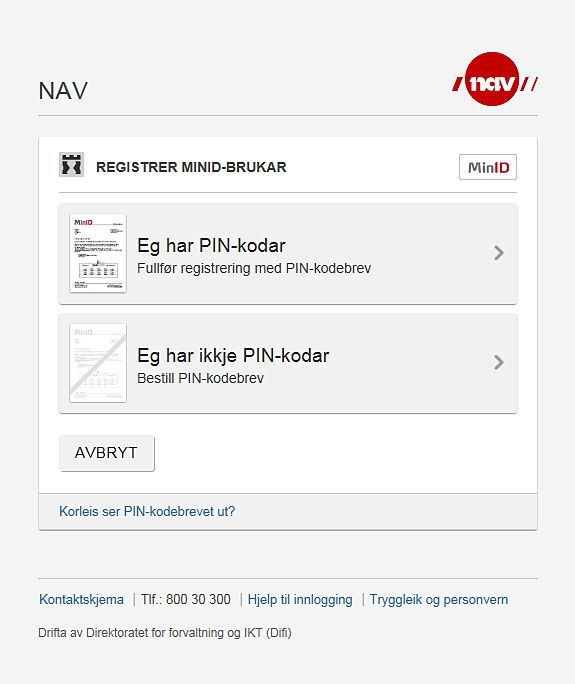 NAV
nav
REGISTRER MINID-BRUKAR
MinID
MinID
Eg har PIN-kodar
Fullfør registrering med PIN-kodebrev
MinID
Eg har ikkje PIN-kodar
Bestill PIN-kodebrev
AVBRYT
Korleis ser PIN-kodebrevet ut?
Kontaktskjema | Tlf.: 800 30 300 | Hjelp til innlogging | Tryggleik og personvern
Drifta av Direktoratet for forvaltning og IKT (Difi)